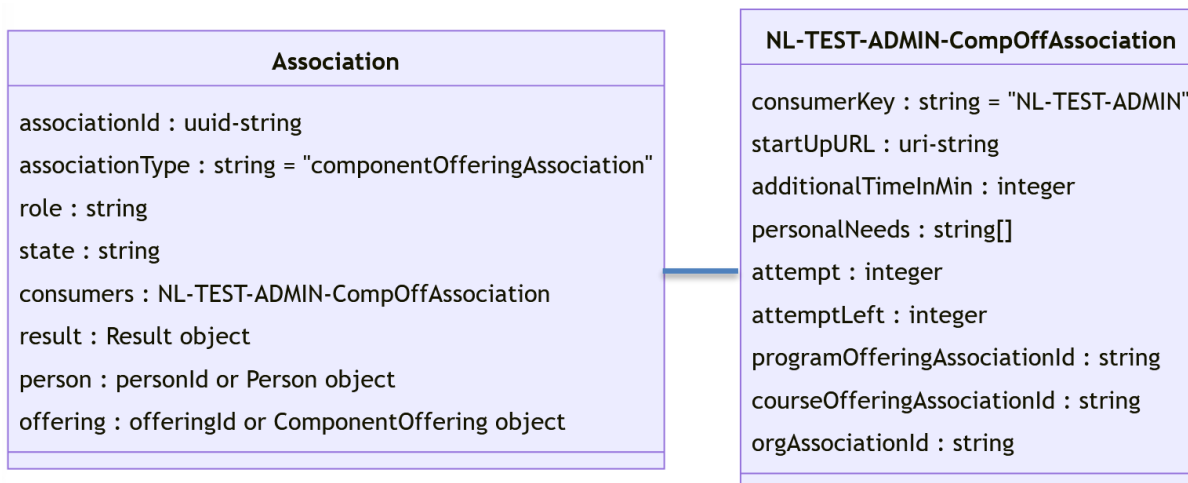 Association
associationId : uuid-string
associationType : string = "componentOfferingAssociation"
role : string
state : string
consumers : NL-TEST-ADMIN-CompOffAssociation
result : Result object
person : personId or Person object
offering : offeringId or ComponentOffering object
NL-TEST-ADMIN-CompOffAssociation
consumerKey : string = "NL-TEST-ADMIN"
startUpURL : uri-string
additionalTimeInMin : integer
personalNeeds : string[]
attempt : integer
attemptLeft : integer
programOfferingAssociationId : string
courseOfferingAssociationId : string
orgAssociationId : string